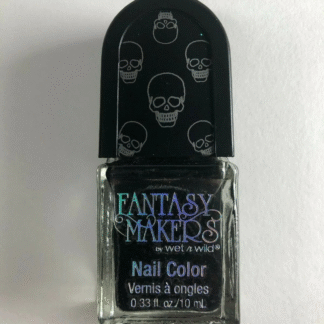 FANTASY
MAKERS
by wet n wild®
Nail Color
Vernis à ongles
0.33 fl.oz/10 mL